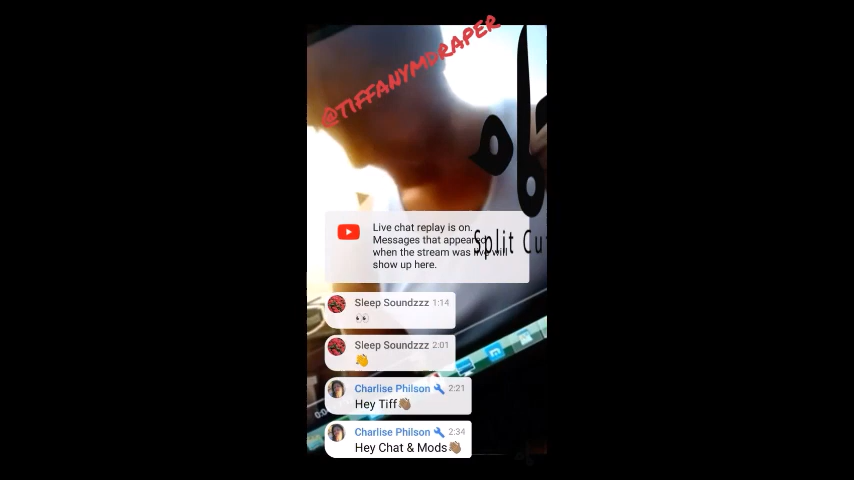 @TIFFANYMDRAPER
Split Cu
Live chat replay is on.
Messages that appeared
when the stream was live will
show up here.
Sleep Soundzzz 1:14
👀
Sleep Soundzzz 2:01
👏
Charlise Philson 2:21
Hey Tiff👋🏽
Charlise Philson 2:34
Hey Chat & Mods👋🏽